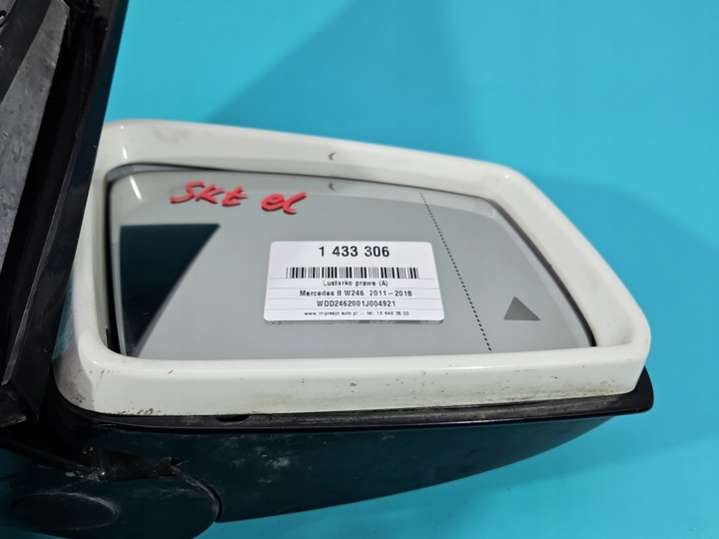 SKt el
1 433 306
Lusterko prawe (A)
Mercedes B W246 2011-2018
WDD2462001J004921